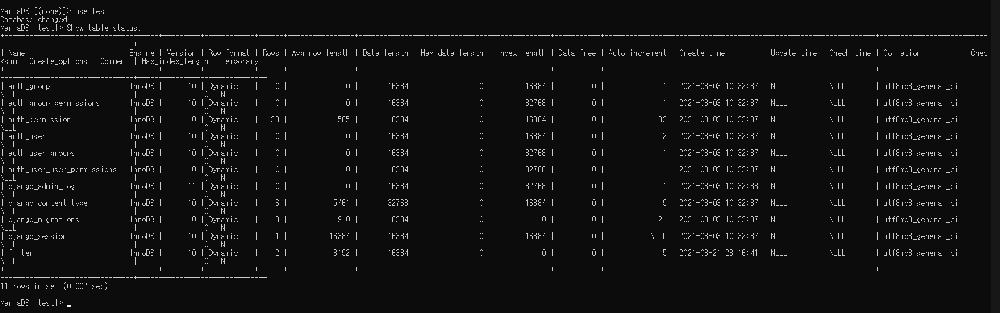 MariaDB [(none)]> use test
Database changed
MariaDB [test]> Show table status;
+----------------------------+--------+---------+------------+------+----------------+-------------+-----------------+--------------+-----------+----------------+---------------------+-------------+------------+--------------------+-----
-----+----------------+------------------+-----------+
| Name                       | Engine | Version | Row_format | Rows | Avg_row_length | Data_length | Max_data_length | Index_length | Data_free | Auto_increment | Create_time         | Update_time | Check_time | Collation          | Chec
ksum | Create_options | Comment | Max_index_length | Temporary |
+----------------------------+--------+---------+------------+------+----------------+-------------+-----------------+--------------+-----------+----------------+---------------------+-------------+------------+--------------------+-----
-----+----------------+------------------+-----------+
| auth_group                 | InnoDB |      10 | Dynamic    |    0 |              0 |       16384 |               0 |        16384 |         0 |              1 | 2021-08-03 10:32:37 | NULL        | NULL       | utf8mb3_general_ci |
NULL |                |         |                0 | N         |
| auth_group_permissions     | InnoDB |      10 | Dynamic    |    0 |              0 |       16384 |               0 |        32768 |         0 |              1 | 2021-08-03 10:32:37 | NULL        | NULL       | utf8mb3_general_ci |
NULL |                |         |                0 | N         |
| auth_permission            | InnoDB |      10 | Dynamic    |   28 |            585 |       16384 |               0 |        16384 |         0 |             33 | 2021-08-03 10:32:37 | NULL        | NULL       | utf8mb3_general_ci |
NULL |                |         |                0 | N         |
| auth_user                  | InnoDB |      10 | Dynamic    |    0 |              0 |       16384 |               0 |        16384 |         0 |              2 | 2021-08-03 10:32:37 | NULL        | NULL       | utf8mb3_general_ci |
NULL |                |         |                0 | N         |
| auth_user_groups           | InnoDB |      10 | Dynamic    |    0 |              0 |       16384 |               0 |        32768 |         0 |              1 | 2021-08-03 10:32:37 | NULL        | NULL       | utf8mb3_general_ci |
NULL |                |         |                0 | N         |
| auth_user_user_permissions | InnoDB |      10 | Dynamic    |    0 |              0 |       16384 |               0 |        32768 |         0 |              1 | 2021-08-03 10:32:37 | NULL        | NULL       | utf8mb3_general_ci |
NULL |                |         |                0 | N         |
| django_admin_log           | InnoDB |      11 | Dynamic    |    0 |              0 |       16384 |               0 |        32768 |         0 |              1 | 2021-08-03 10:32:38 | NULL        | NULL       | utf8mb3_general_ci |
NULL |                |         |                0 | N         |
| django_content_type        | InnoDB |      10 | Dynamic    |    6 |           5461 |       32768 |               0 |        16384 |         0 |              9 | 2021-08-03 10:32:37 | NULL        | NULL       | utf8mb3_general_ci |
NULL |                |         |                0 | N         |
| django_migrations          | InnoDB |      10 | Dynamic    |   18 |            910 |       16384 |               0 |            0 |         0 |             21 | 2021-08-03 10:32:37 | NULL        | NULL       | utf8mb3_general_ci |
NULL |                |         |                0 | N         |
| django_session             | InnoDB |      10 | Dynamic    |    1 |          16384 |       16384 |               0 |        16384 |         0 |           NULL | 2021-08-03 10:32:37 | NULL        | NULL       | utf8mb3_general_ci |
NULL |                |         |                0 | N         |
| filter                     | InnoDB |      10 | Dynamic    |    2 |           8192 |       16384 |               0 |            0 |         0 |              5 | 2021-08-21 23:16:41 | NULL        | NULL       | utf8mb3_general_ci |
NULL |                |         |                0 | N         |
+----------------------------+--------+---------+------------+------+----------------+-------------+-----------------+--------------+-----------+----------------+---------------------+-------------+------------+--------------------+-----
-----+----------------+------------------+-----------+
11 rows in set (0.002 sec)
MariaDB [test]> _